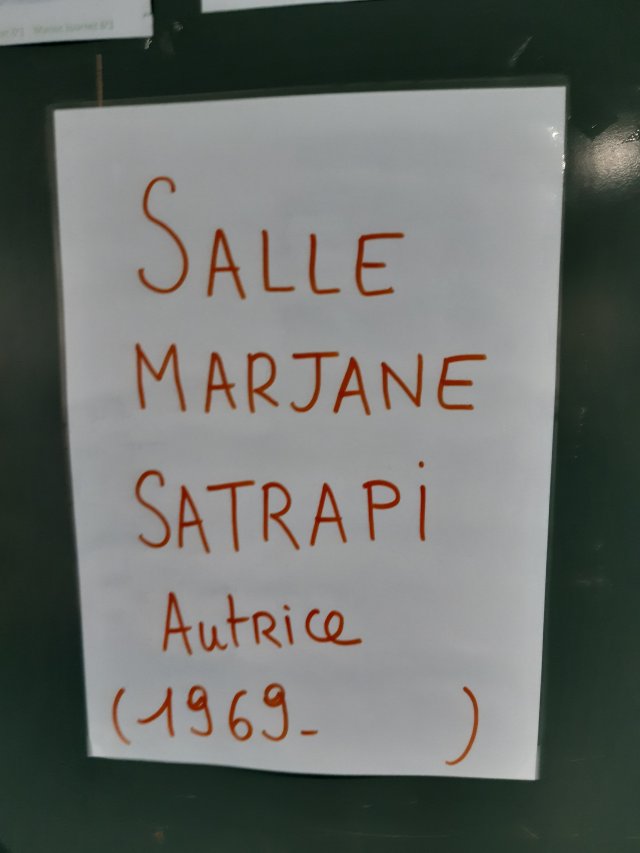 SALLE
MARJANE
SATRAPi
AutRice
(1969- )